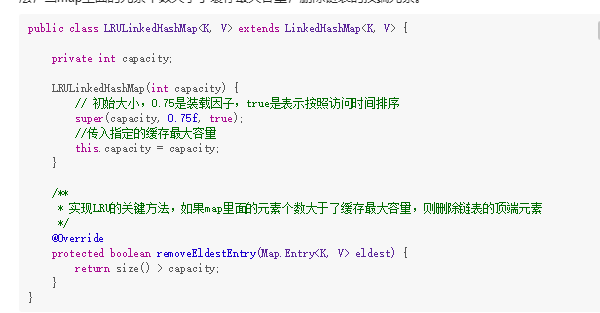 public class LRULinkedHashMap<K, V> extends LinkedHashMap<K, V> {
private int capacity;
LRULinkedHashMap(int capacity) {
// 初始大小，0.75是装载因子，true是表示按照访问时间排序
super(capacity, 0.75f, true);
//传入指定的缓存最大容量
this.capacity = capacity;
}
/**
* 实现LRU的关键方法，如果map里面的元素个数大于了缓存最大容量，则删除链表的顶端元素
*/
@Override
protected boolean removeEldestEntry(Map.Entry<K, V> eldest) {
return size() > capacity;
}
}